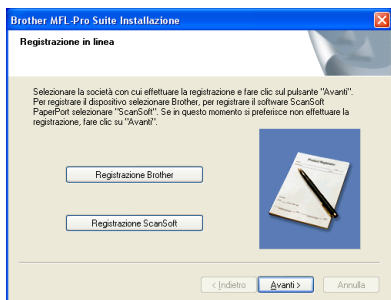 Brother MFL-Pro Suite Installazione
Registrazione in linea
Selezionare la società con cui effettuare la registrazione e fare clic sul pulsante "Avanti".
Per registrare il dispositivo selezionare Brother, per registrare il software ScanSoft
PaperPort selezionare "ScanSoft". Se in questo momento si preferisce non effettuare la
registrazione, fare clic su "Avanti".
Registrazione Brother
Product Registration
Registrazione ScanSoft
< Indietro
Avanti >
Annulla